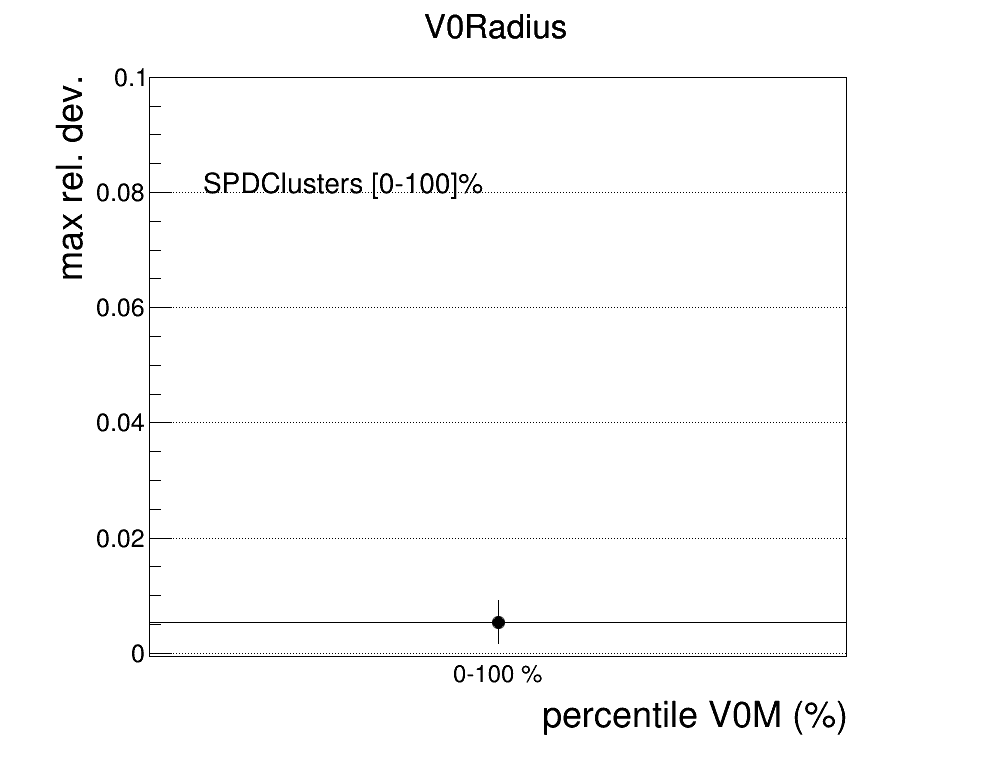 V0Radius
max rel. dev.
0.1
SPDClusters [0-100]%
0.08
0.06
0.04
0.02
0
0-100 %
percentile V0M (%)